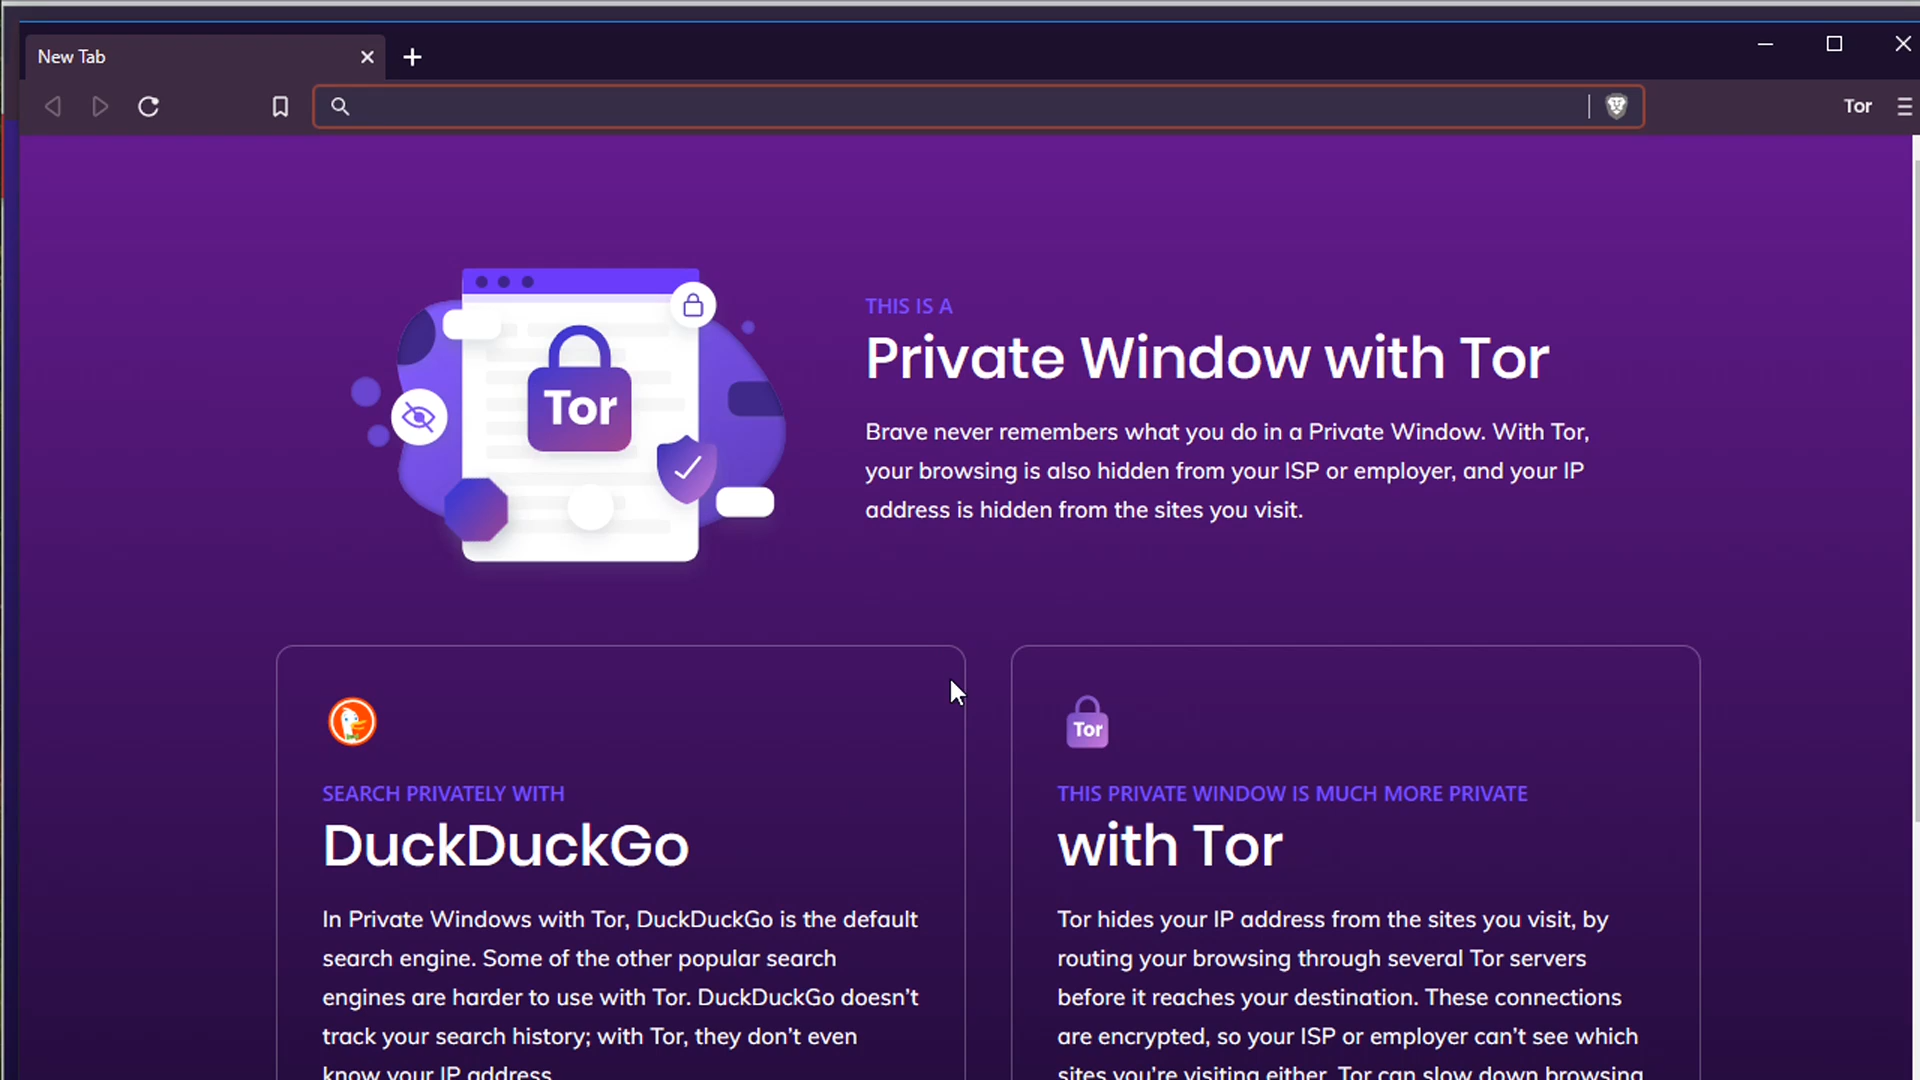 New Tab
Tor
Tor
THIS IS A
Private Window with Tor
Brave never remembers what you do in a Private Window. With Tor,
your browsing is also hidden from your ISP or employer, and your IP
address is hidden from the sites you visit.
SEARCH PRIVATELY WITH
DuckDuckGo
In Private Windows with Tor, DuckDuckGo is the default
search engine. Some of the other popular search
engines are harder to use with Tor. DuckDuckGo doesn't
track your search history; with Tor, they don't even
know your IP address.
Tor
THIS PRIVATE WINDOW IS MUCH MORE PRIVATE
with Tor
Tor hides your IP address from the sites you visit, by
routing your browsing through several Tor servers
before it reaches your destination. These connections
are encrypted, so your ISP or employer can't see which
sites you're visiting either. Tor can slow down browsing